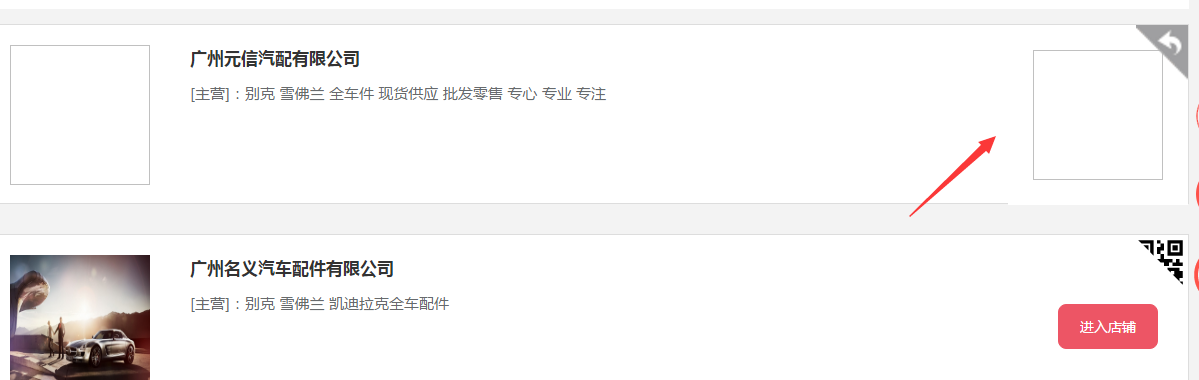 广州元信汽配有限公司
[主营]：别克 雪佛兰 全车件 现货供应 批发零售 专心 专业 专注
广州名义汽车配件有限公司
[主营]：别克 雪佛兰 凯迪拉克全车配件
进入店铺